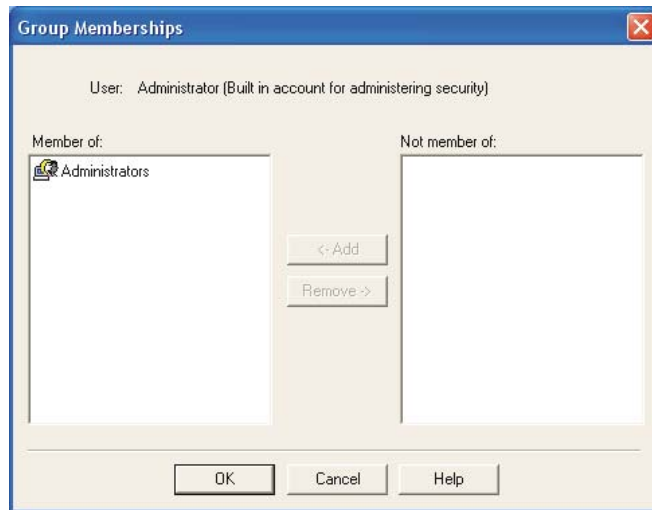 Group Memberships
User: Administrator (Built in account for administering security)
Member of:
Not member of:
Administrators
<- Add
Remove ->
OK
Cancel
Help